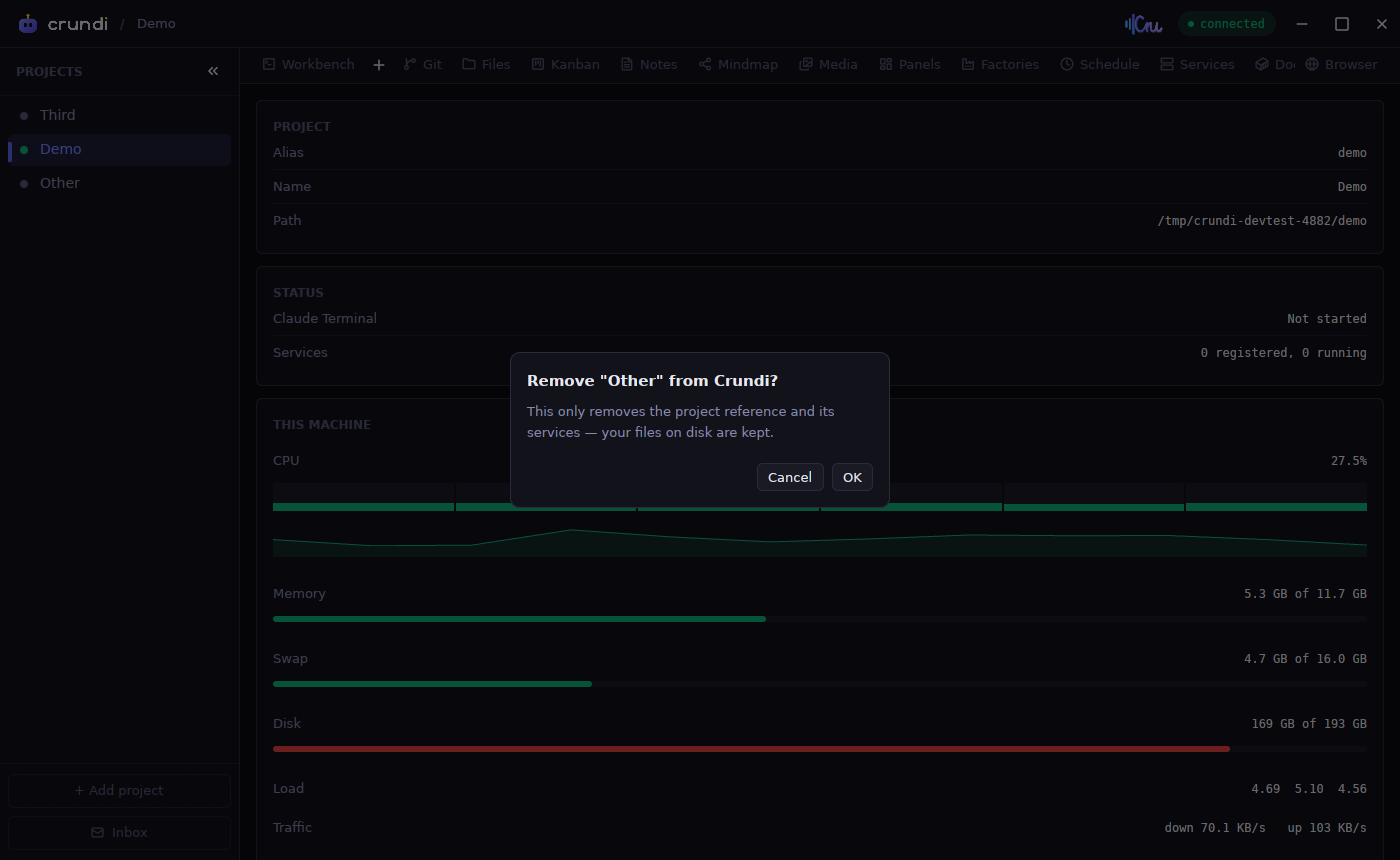 crundi / Demo
Cru
connected
PROJECTS
Workbench
Git
Files
Kanban
Notes
Mindmap
Media
Panels
Factories
Schedule
Services
Browser
Third
Demo
Other
+ Add project
Inbox
PROJECT
Alias demo
Name Demo
Path /tmp/crundi-devtest-4882/demo
STATUS
Claude Terminal Not started
Services 0 registered, 0 running
THIS MACHINE
CPU 27.5%
Memory 5.3 GB of 11.7 GB
Swap 4.7 GB of 16.0 GB
Disk 169 GB of 193 GB
Load 4.69 5.10 4.56
Traffic down 70.1 KB/s up 103 KB/s
Remove "Other" from Crundi?
This only removes the project reference and its
services — your files on disk are kept.
Cancel OK